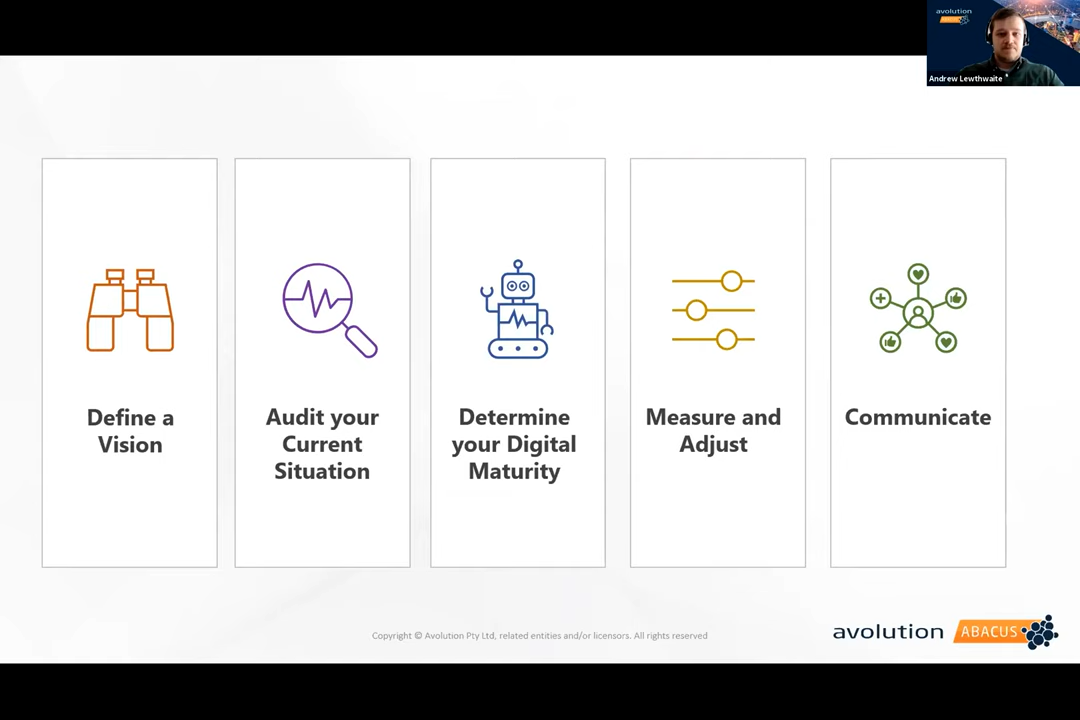 avolution
Andrew Lewthwaite
Define a
Vision
Audit your
Current
Situation
Determine
your Digital
Maturity
Measure and
Adjust
Communicate
Copyright © Avolution Pty Ltd, related entities and/or licensors. All rights reserved
avolution
ABACUS